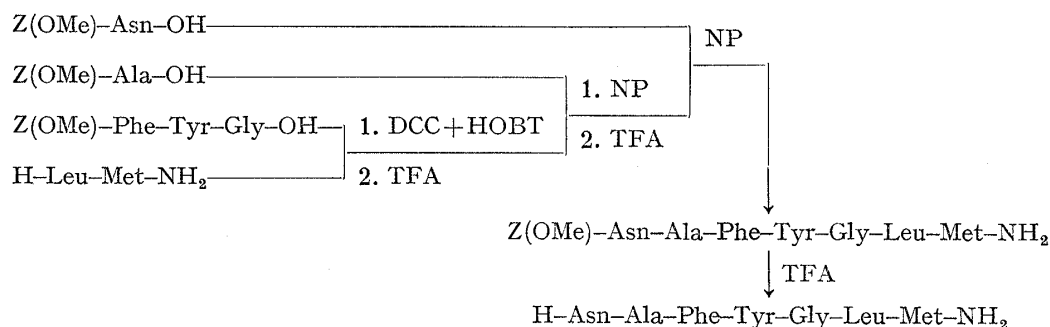 Z(OMe)–Asn–OH
NP
Z(OMe)–Ala–OH
1. NP
Z(OMe)–Phe–Tyr–Gly–OH
1. DCC+HOBT
2. TFA
H–Leu–Met–NH₂
2. TFA
Z(OMe)–Asn–Ala–Phe–Tyr–Gly–Leu–Met–NH₂
TFA
H–Asn–Ala–Phe–Tyr–Gly–Leu–Met–NH₂